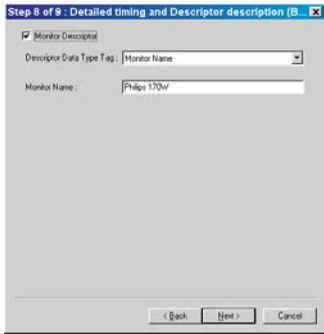 Step 8 of 9 : Detailed timing and Descriptor description (B...
Monitor Descriptor
Descriptor Data Type Tag : Monitor Name
Monitor Name : Philips 170W
< Back Next > Cancel